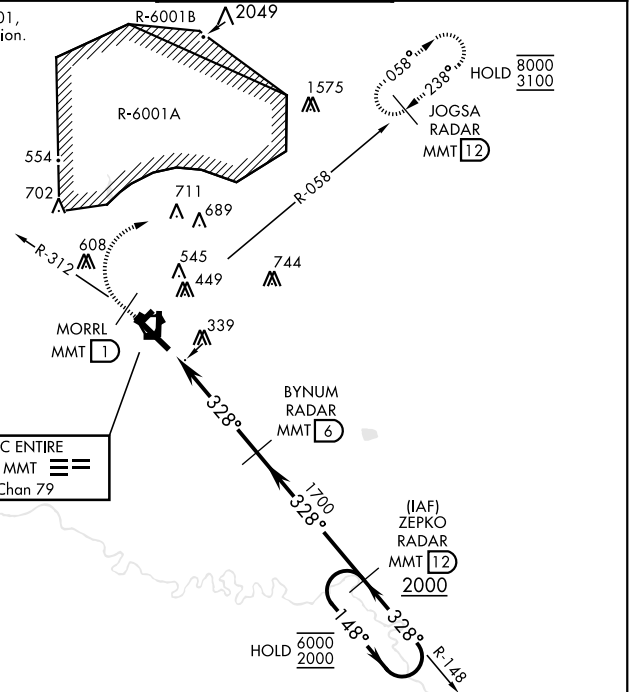 01,
ion.
R-6001B
2049
1575
R-6001A
058°
238°
HOLD 8000
3100
JOGSA
RADAR
MMT 12
554
702
711
689
R-058
R-312
608
545
449
744
MORRL
MMT 1
339
328°
BYNUM
RADAR
MMT 6
C ENTIRE
MMT
Chan 79
1700
328°
(IAF)
ZEPKO
RADAR
MMT 12
2000
148°
328°
R-148
HOLD 6000
2000